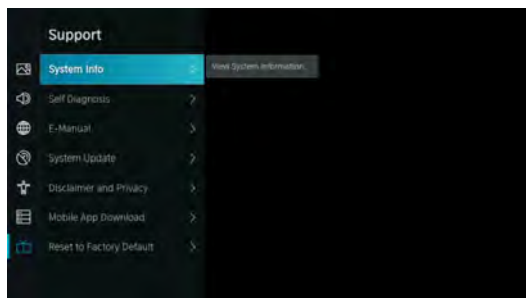 Support
System Info
View System Information.
Self Diagnosis
E-Manual
System Update
Disclaimer and Privacy
Mobile App Download
Reset to Factory Default